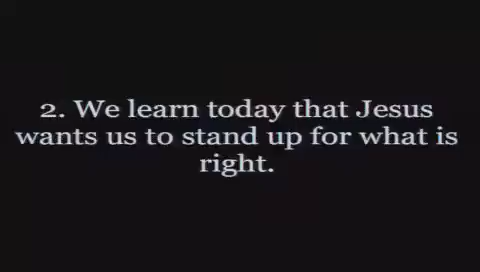 2. We learn today that Jesus
wants us to stand up for what is
right.